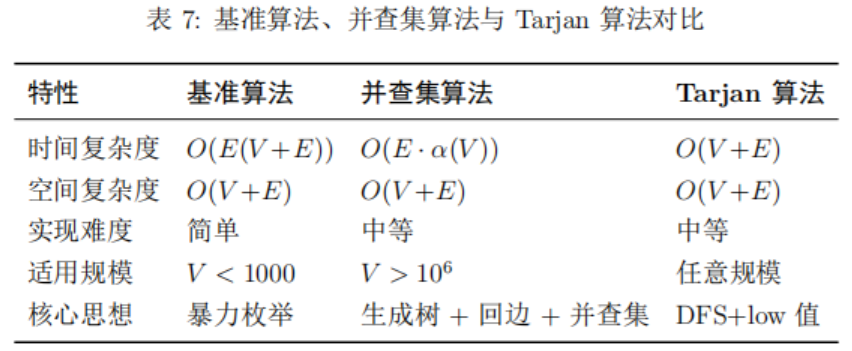 表 7: 基准算法、并查集算法与 Tarjan 算法对比
特性 基准算法 并查集算法 Tarjan 算法
时间复杂度 O(E(V+E)) O(E·α(V)) O(V+E)
空间复杂度 O(V+E) O(V+E) O(V+E)
实现难度 简单 中等 中等
适用规模 V < 1000 V > 10⁶ 任意规模
核心思想 暴力枚举 生成树 + 回边 + 并查集 DFS+low 值